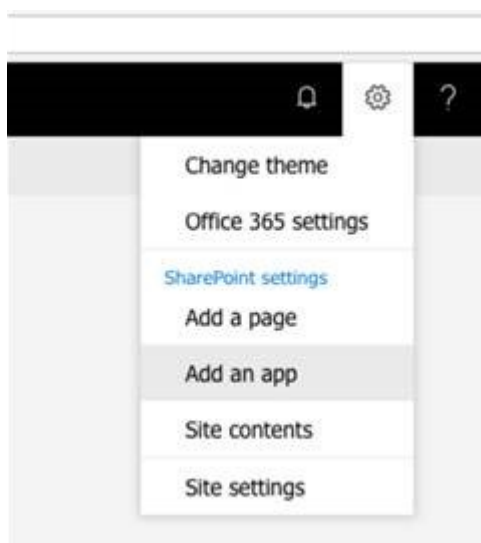 ?
Change theme
Office 365 settings
SharePoint settings
Add a page
Add an app
Site contents
Site settings